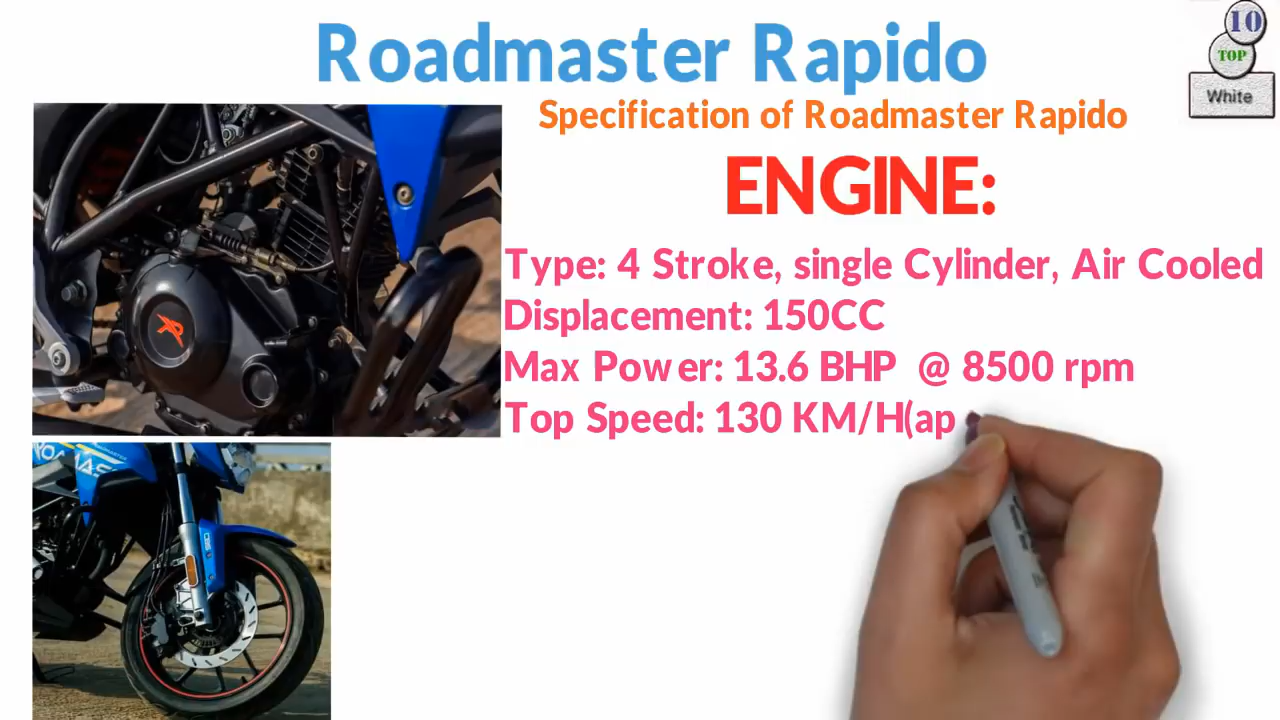 Roadmaster Rapido
10
TOP
White
Specification of Roadmaster Rapido
ENGINE:
Type: 4 Stroke, single Cylinder, Air Cooled
Displacement: 150CC
Max Power: 13.6 BHP @ 8500 rpm
Top Speed: 130 KM/H(ap